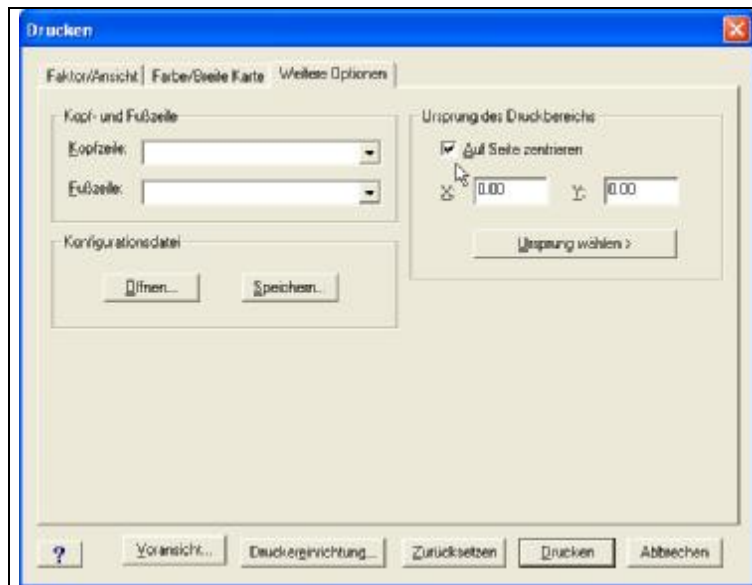 Drucken
Faktor/Ansicht Farbe/Breite Karte Weitere Optionen
Kopf- und Fußzeile
Kopfzeile:
Fußzeile:
Konfigurationsdatei
Öffnen... Speichern...
Ursprung des Druckbereichs
Auf Seite zentrieren
X: 0.00 Y: 0.00
Ursprung wählen >
? Voransicht... Druckereinrichtung... Zurücksetzen Drucken Abbrechen